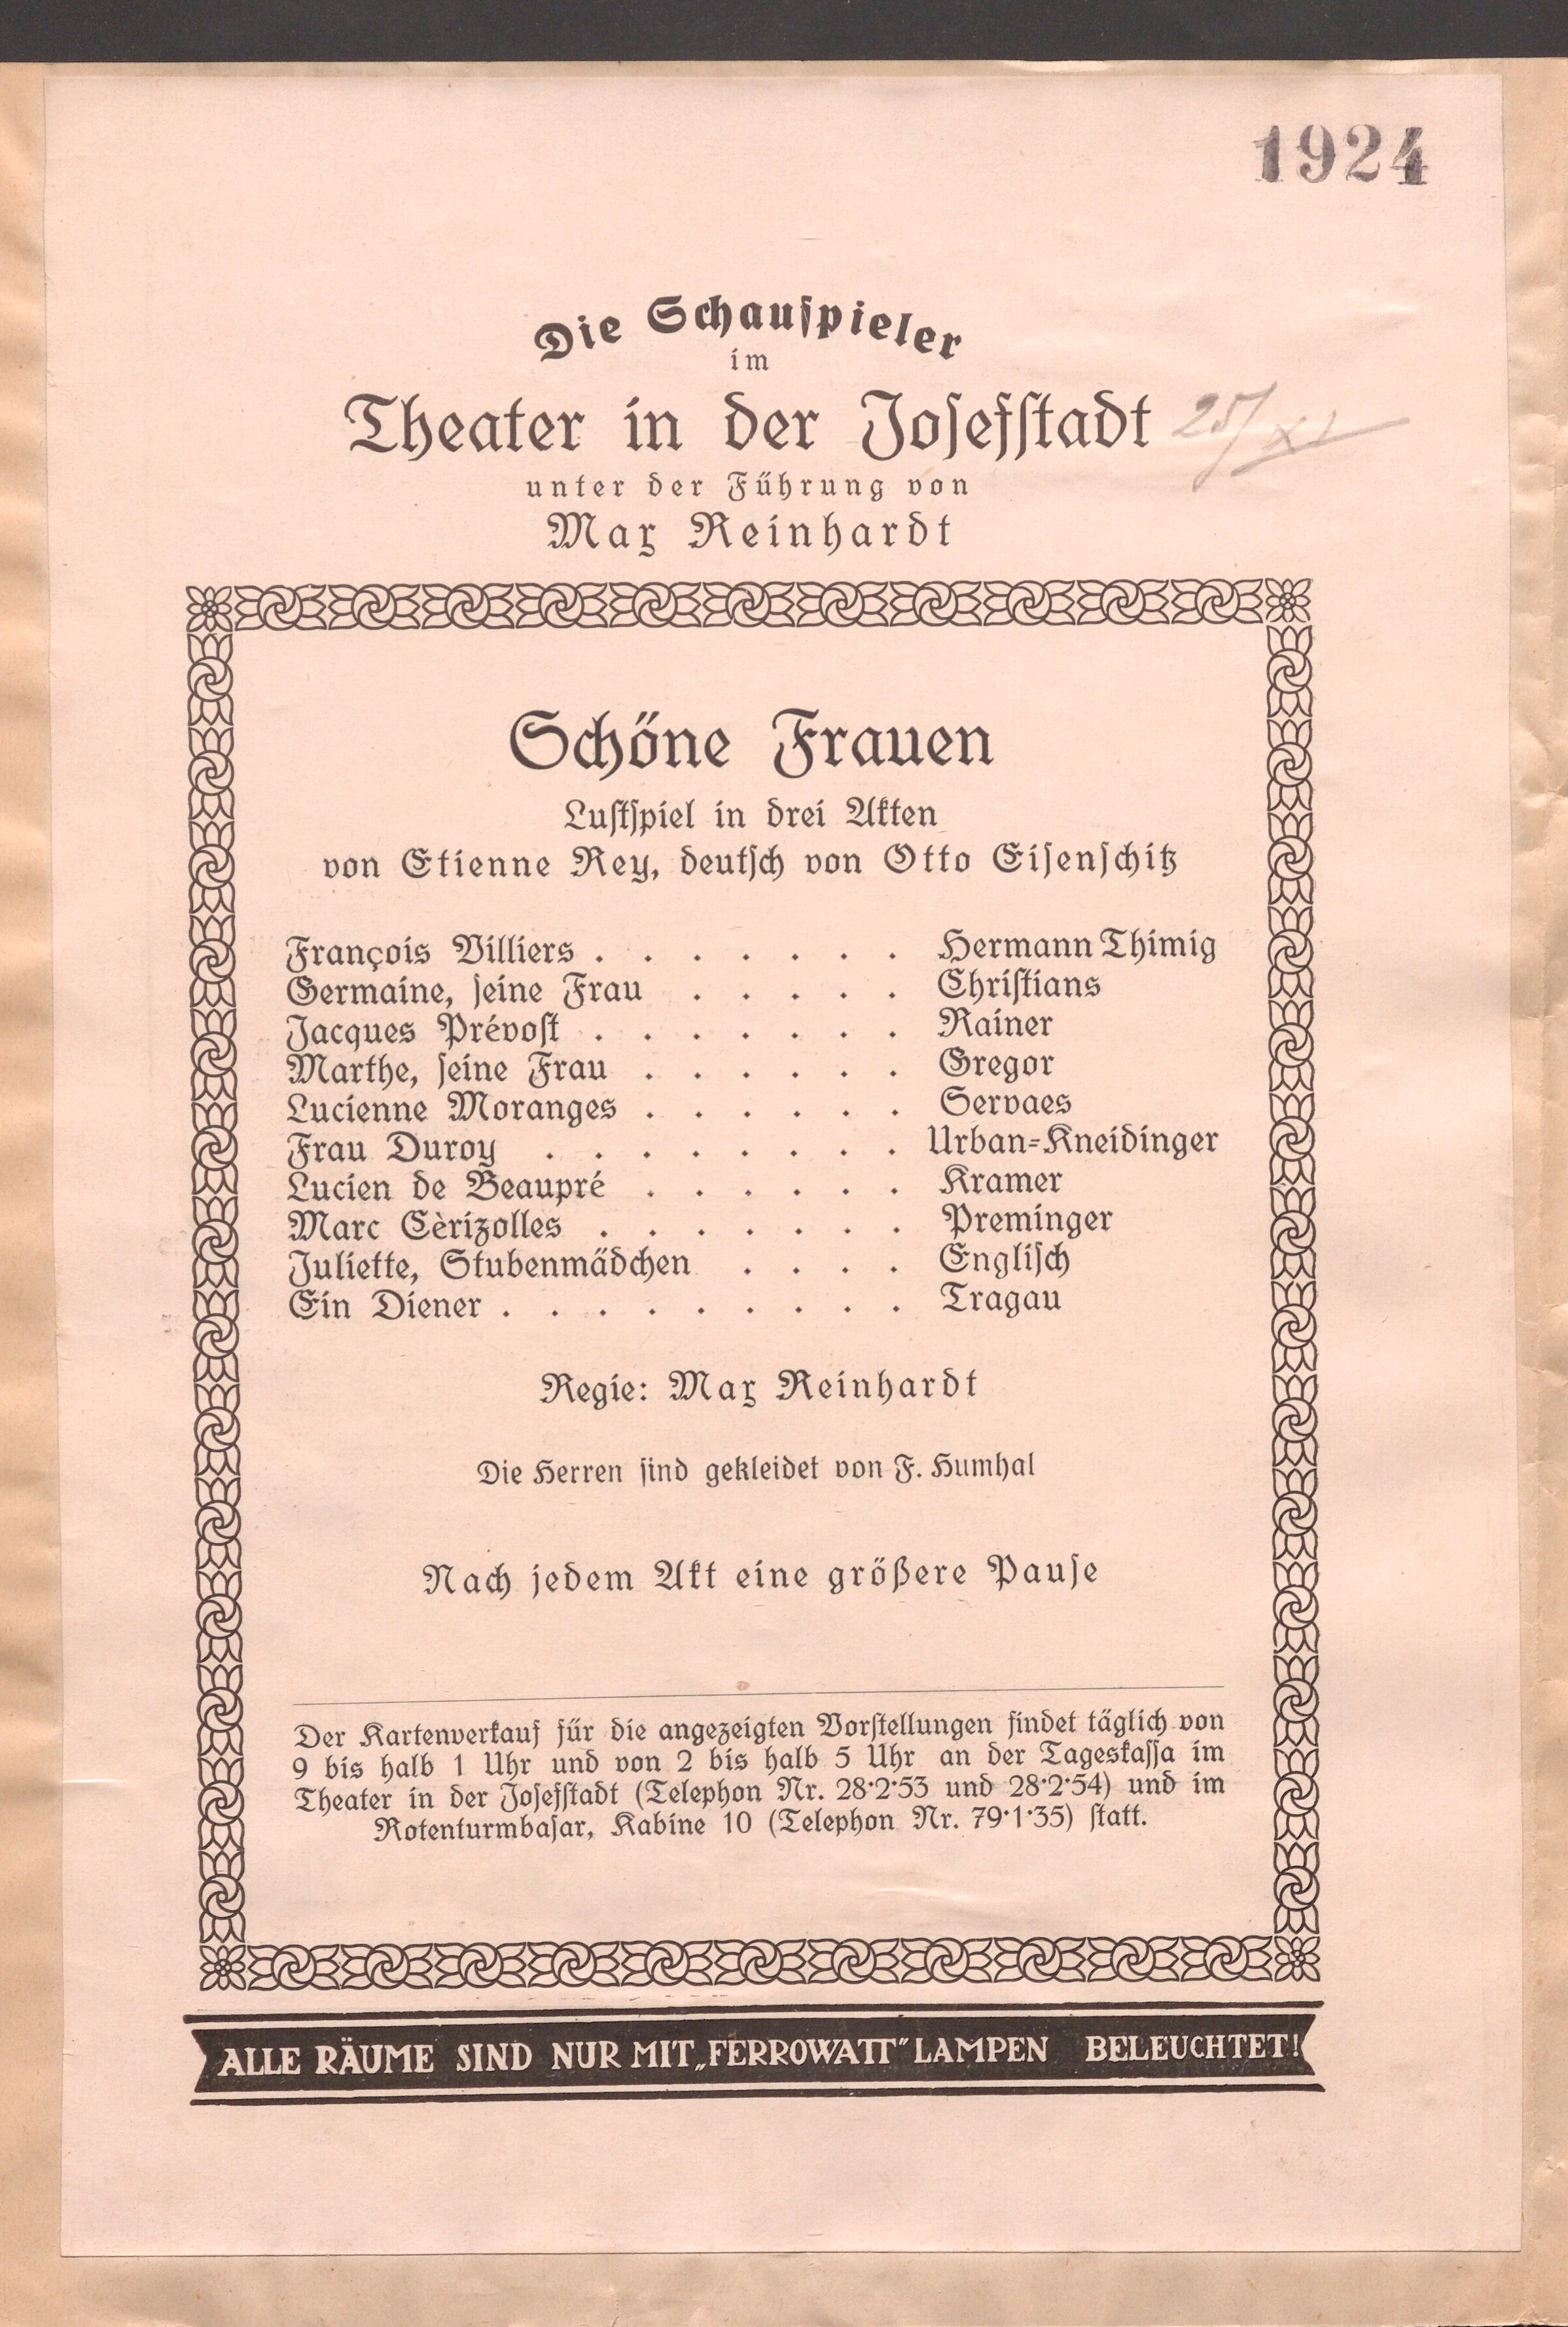 1924
Die Schauspieler
im
Theater in der Josefstadt
25/XI
unter der Führung von
Max Reinhardt
Schöne Frauen
Lustspiel in drei Akten
von Etienne Rey, deutsch von Otto Eisenschitz
François Villiers . . . . . . . Hermann Thimig
Germaine, seine Frau . . . . . Christians
Jacques Prévost . . . . . . . Rainer
Marthe, seine Frau . . . . . . Gregor
Lucienne Moranges . . . . . . Servaes
Frau Duroy . . . . . . . . Urban-Kneidinger
Lucien de Beaupré . . . . . . Kramer
Marc Cèrizolles . . . . . . . Preminger
Juliette, Stubenmädchen . . . . Englisch
Ein Diener . . . . . . . . . Tragau
Regie: Max Reinhardt
Die Herren sind gekleidet von F. Humhal
Nach jedem Akt eine größere Pause
Der Kartenverkauf für die angezeigten Vorstellungen findet täglich von
9 bis halb 1 Uhr und von 2 bis halb 5 Uhr an der Tageskassa im
Theater in der Josefstadt (Telephon Nr. 28·2·53 und 28·2·54) und im
Rotenturmbasar, Kabine 10 (Telephon Nr. 79·1·35) statt.
ALLE RÄUME SIND NUR MIT „FERROWATT" LAMPEN BELEUCHTET!